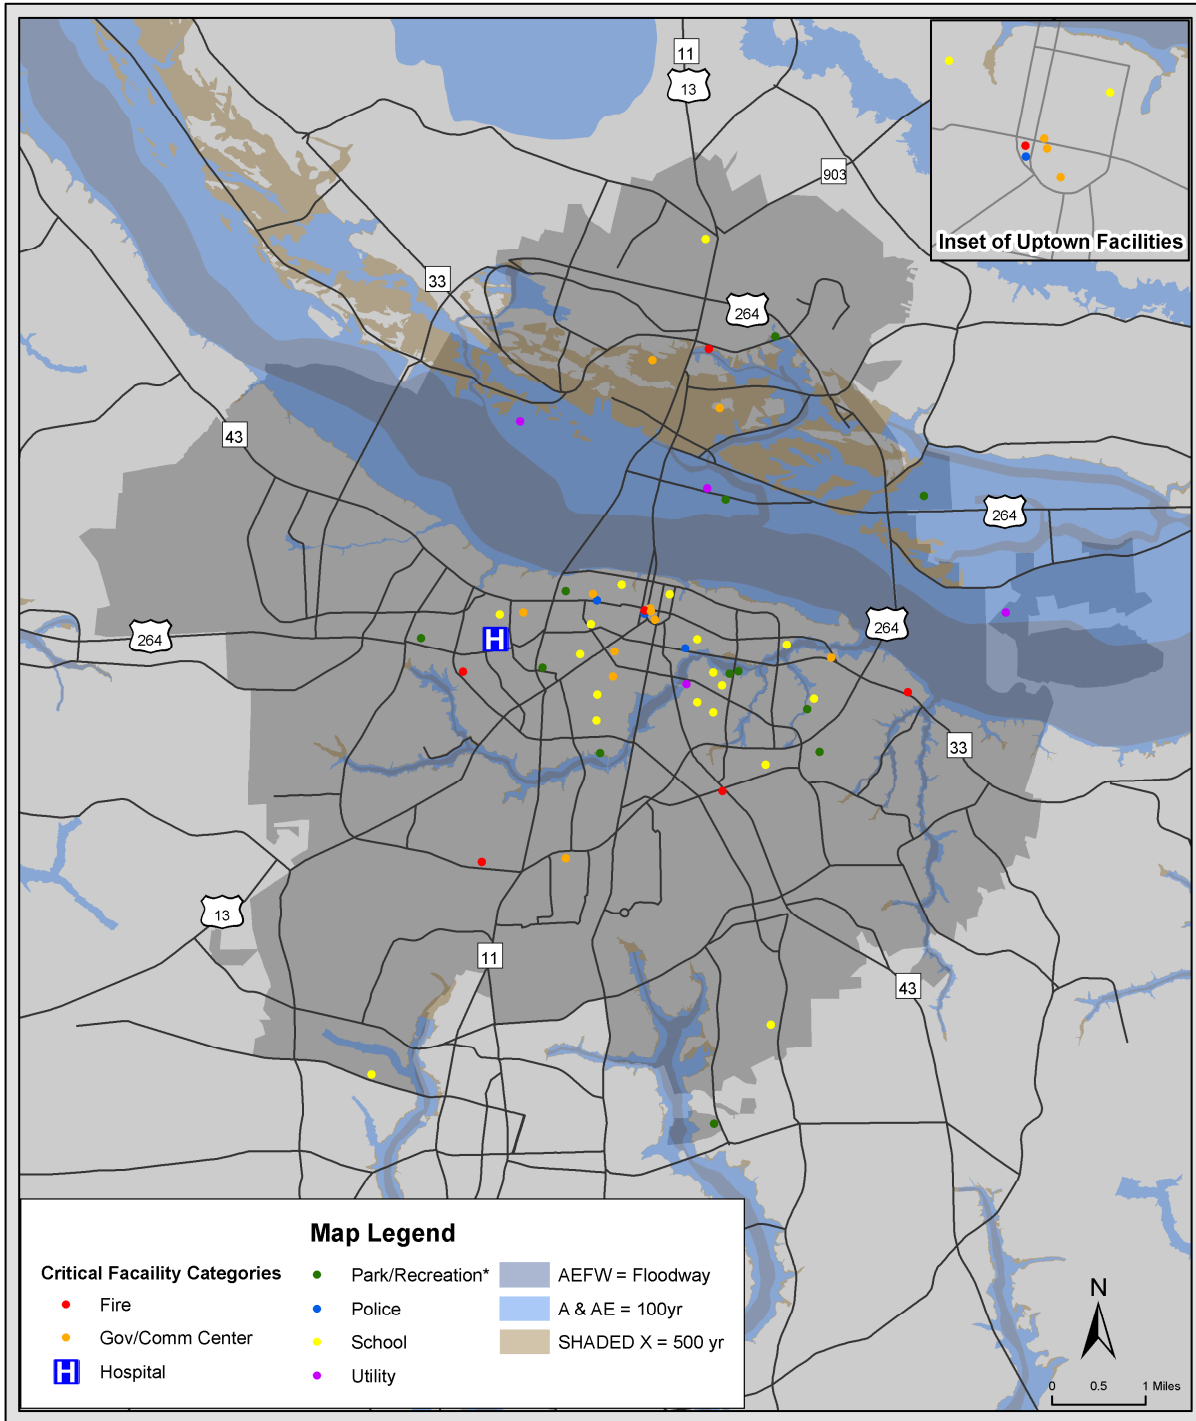 11
13
903
Inset of Uptown Facilities
33
264
43
264
264
264
33
13
11
43
Map Legend
Critical Facaility Categories
Fire
Gov/Comm Center
H Hospital
Park/Recreation*
Police
School
Utility
AEFW = Floodway
A & AE = 100yr
SHADED X = 500 yr
H
N
0 0.5 1 Miles